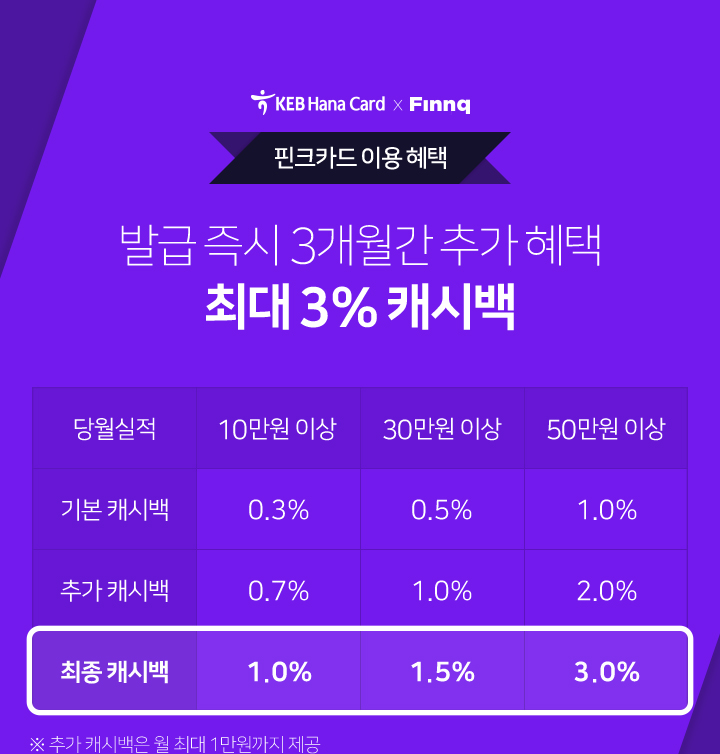 KEB Hana Card x Finnq
핀크카드 이용 혜택
발급 즉시 3개월간 추가 혜택
최대 3% 캐시백
당월실적 10만원 이상 30만원 이상 50만원 이상
기본 캐시백 0.3% 0.5% 1.0%
추가 캐시백 0.7% 1.0% 2.0%
최종 캐시백 1.0% 1.5% 3.0%
※ 추가 캐시백은 월 최대 1만원까지 제공